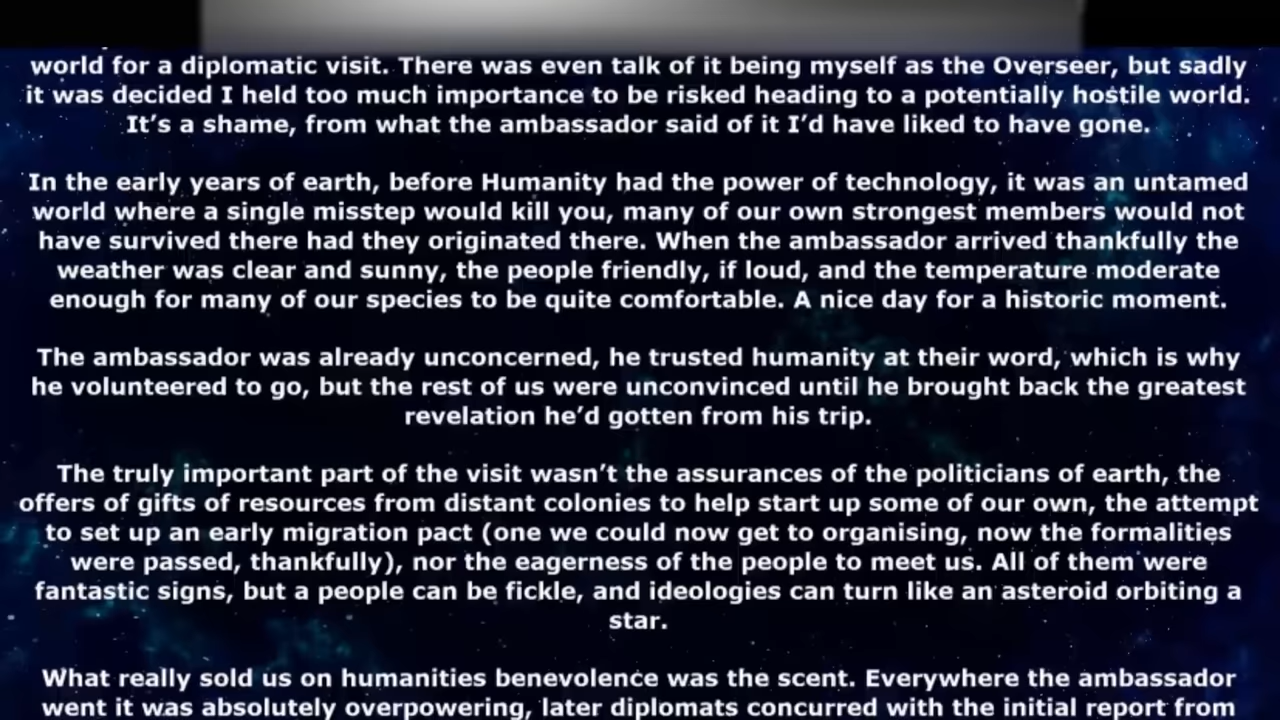 world for a diplomatic visit. There was even talk of it being myself as the Overseer, but sadly
it was decided I held too much importance to be risked heading to a potentially hostile world.
It’s a shame, from what the ambassador said of it I’d have liked to have gone.
In the early years of earth, before Humanity had the power of technology, it was an untamed
world where a single misstep would kill you, many of our own strongest members would not
have survived there had they originated there. When the ambassador arrived thankfully the
weather was clear and sunny, the people friendly, if loud, and the temperature moderate
enough for many of our species to be quite comfortable. A nice day for a historic moment.
The ambassador was already unconcerned, he trusted humanity at their word, which is why
he volunteered to go, but the rest of us were unconvinced until he brought back the greatest
revelation he’d gotten from his trip.
The truly important part of the visit wasn’t the assurances of the politicians of earth, the
offers of gifts of resources from distant colonies to help start up some of our own, the attempt
to set up an early migration pact (one we could now get to organising, now the formalities
were passed, thankfully), nor the eagerness of the people to meet us. All of them were
fantastic signs, but a people can be fickle, and ideologies can turn like an asteroid orbiting a
star.
What really sold us on humanities benevolence was the scent. Everywhere the ambassador
went it was absolutely overpowering, later diplomats concurred with the initial report from